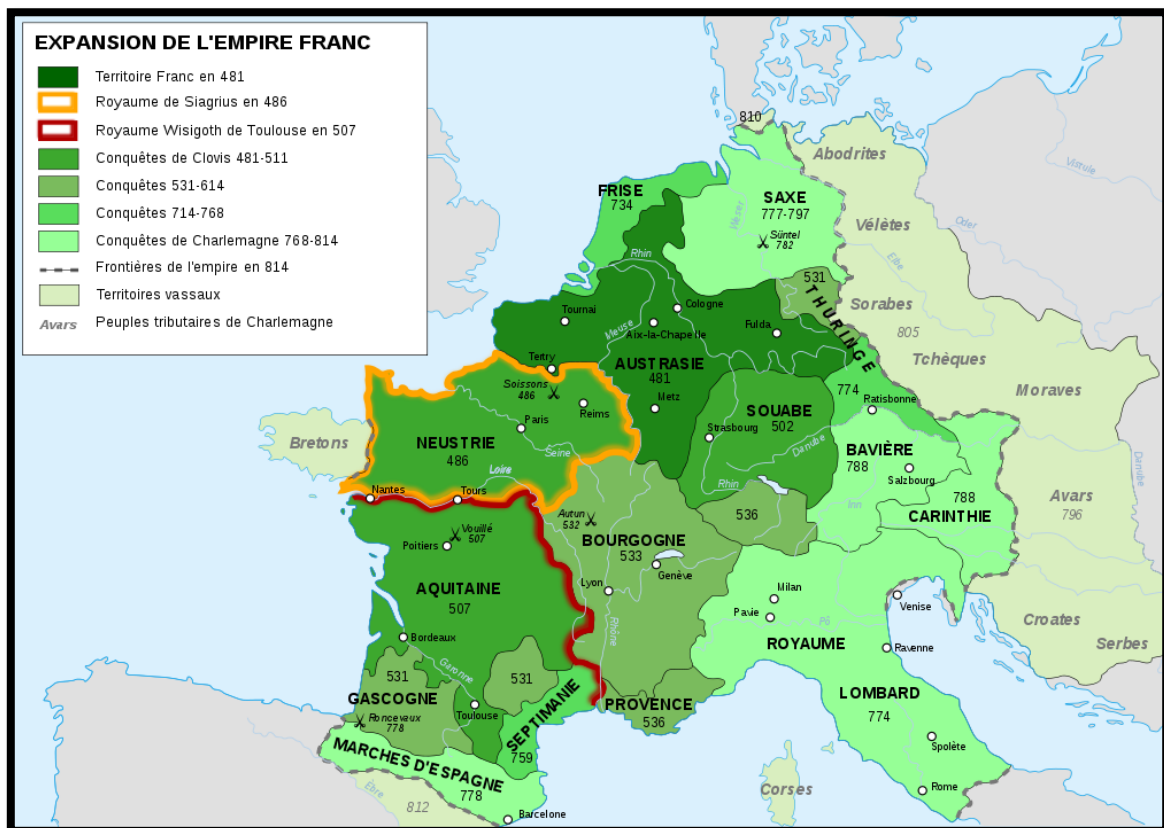 EXPANSION DE L'EMPIRE FRANC
Territoire Franc en 481
Royaume de Siagrius en 486
Royaume Wisigoth de Toulouse en 507
Conquêtes de Clovis 481-511
Conquêtes 531-614
Conquêtes 714-768
Conquêtes de Charlemagne 768-814
Frontières de l'empire en 814
Territoires vassaux
Avars
Peuples tributaires de Charlemagne
810
Abodrites
Vistule
FRISE
734
SAXE
777-797
Weser
Süntel
782
Vélètes
Oder
Elbe
Rhin
531
THURINGE
Sorabes
805
Tournai
Cologne
Meuse
Aix-la-Chapelle
Fulda
Tchèques
Tertry
AUSTRASIE
481
774
Moraves
Soissons
486
Reims
Metz
SOUABE
502
Ratisbonne
Paris
Bretons
NEUSTRIE
486
Seine
Strasbourg
Danube
BAVIÈRE
788
Salzbourg
Danube
Loire
Rhin
Nantes
Tours
788
Avars
796
Inn
CARINTHIE
Autun
532
536
Vouillé
507
Poitiers
BOURGOGNE
533
Genève
AQUITAINE
507
Lyon
Milan
Venise
Pavie
Pô
Croates
Rhône
Bordeaux
ROYAUME
Ravenne
Serbes
Garonne
531
531
GASCOGNE
Toulouse
SEPTIMANIE
759
PROVENCE
536
LOMBARD
774
Roncevaux
778
Spolète
MARCHES D'ESPAGNE
778
Èbre
812
Barcelone
Corses
Rome